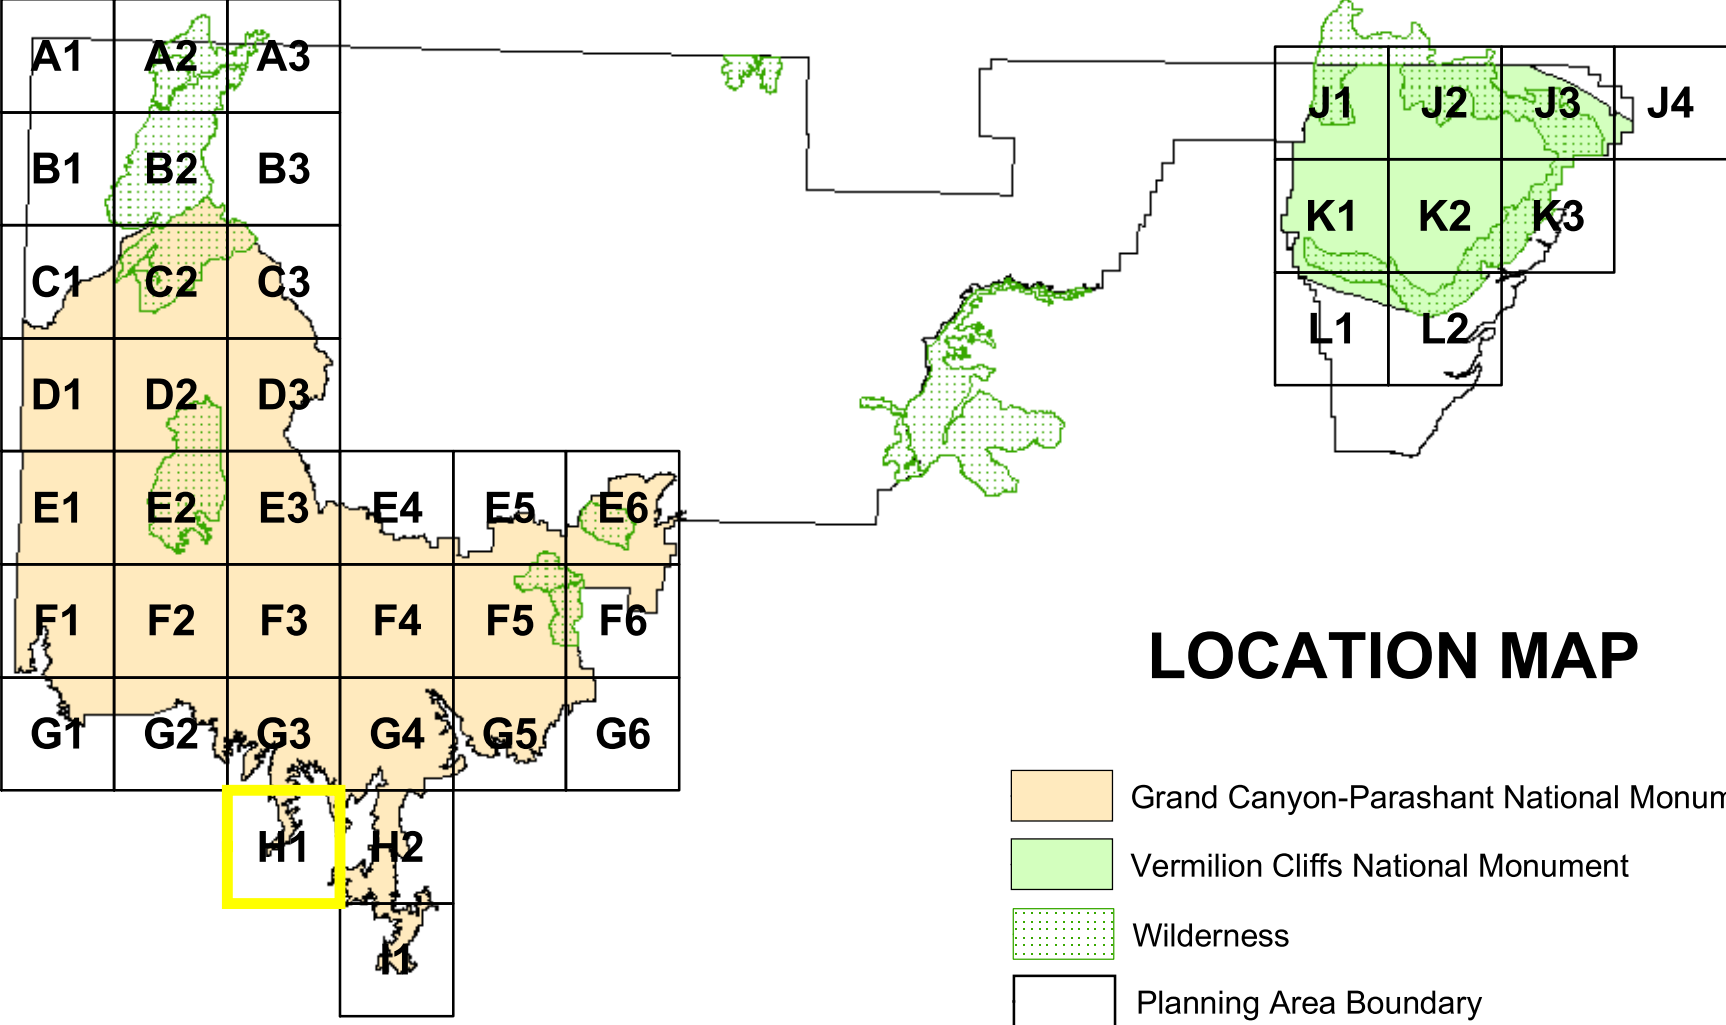 A1 A2 A3
J1 J2 J3 J4
B1 B2 B3
K1 K2 K3
C1 C2 C3
L1 L2
D1 D2 D3
E1 E2 E3 E4 E5 E6
F1 F2 F3 F4 F5 F6
LOCATION MAP
G1 G2 G3 G4 G5 G6
Grand Canyon-Parashant National Monum
H1 H2
Vermilion Cliffs National Monument
Wilderness
I1
Planning Area Boundary